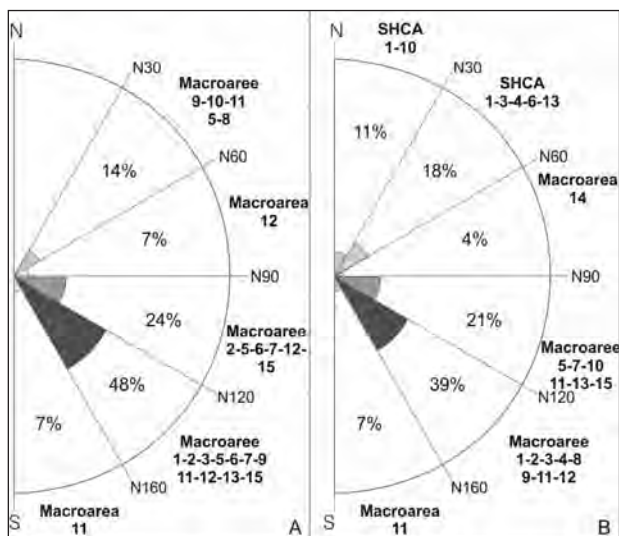 N
N30
Macroaree
9-10-11
5-8
14%
N60
Macroarea
12
7%
N90
24%
Macroaree
2-5-6-7-12-
15
48%
N120
7%
Macroaree
1-2-3-5-6-7-9
11-12-13-15
N160
S
Macroarea
11
A
SHCA
1-10
N
N30
SHCA
1-3-4-6-13
11%
18%
N60
Macroarea
14
4%
N90
21%
Macroaree
5-7-10
11-13-15
39%
N120
7%
Macroaree
1-2-3-4-8
9-11-12
N160
S
Macroarea
11
B